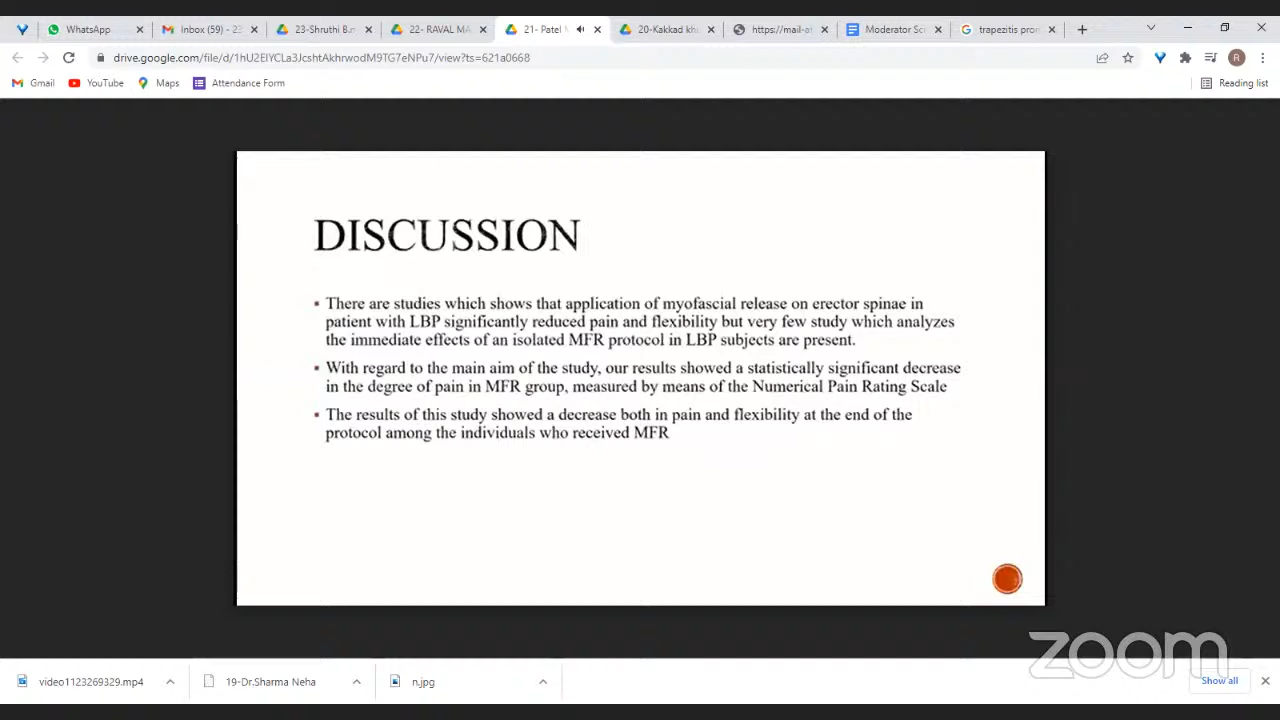 WhatsApp
Inbox (59) - 23
23-Shruthi B.n
22- RAVAL MA
21- Patel
20-Kakkad kh
https://mail-a
Moderator Scr
trapezitis pron
drive.google.com/file/d/1hU2ElYCLa3JcshtAkhrwodM9TG7eNPu7/view?ts=621a0668
R
Gmail
YouTube
Maps
Attendance Form
Reading list
DISCUSSION
There are studies which shows that application of myofascial release on erector spinae in
patient with LBP significantly reduced pain and flexibility but very few study which analyzes
the immediate effects of an isolated MFR protocol in LBP subjects are present.
With regard to the main aim of the study, our results showed a statistically significant decrease
in the degree of pain in MFR group, measured by means of the Numerical Pain Rating Scale
The results of this study showed a decrease both in pain and flexibility at the end of the
protocol among the individuals who received MFR
zoom
video1123269329.mp4
19-Dr.Sharma Neha
n.jpg
Show all